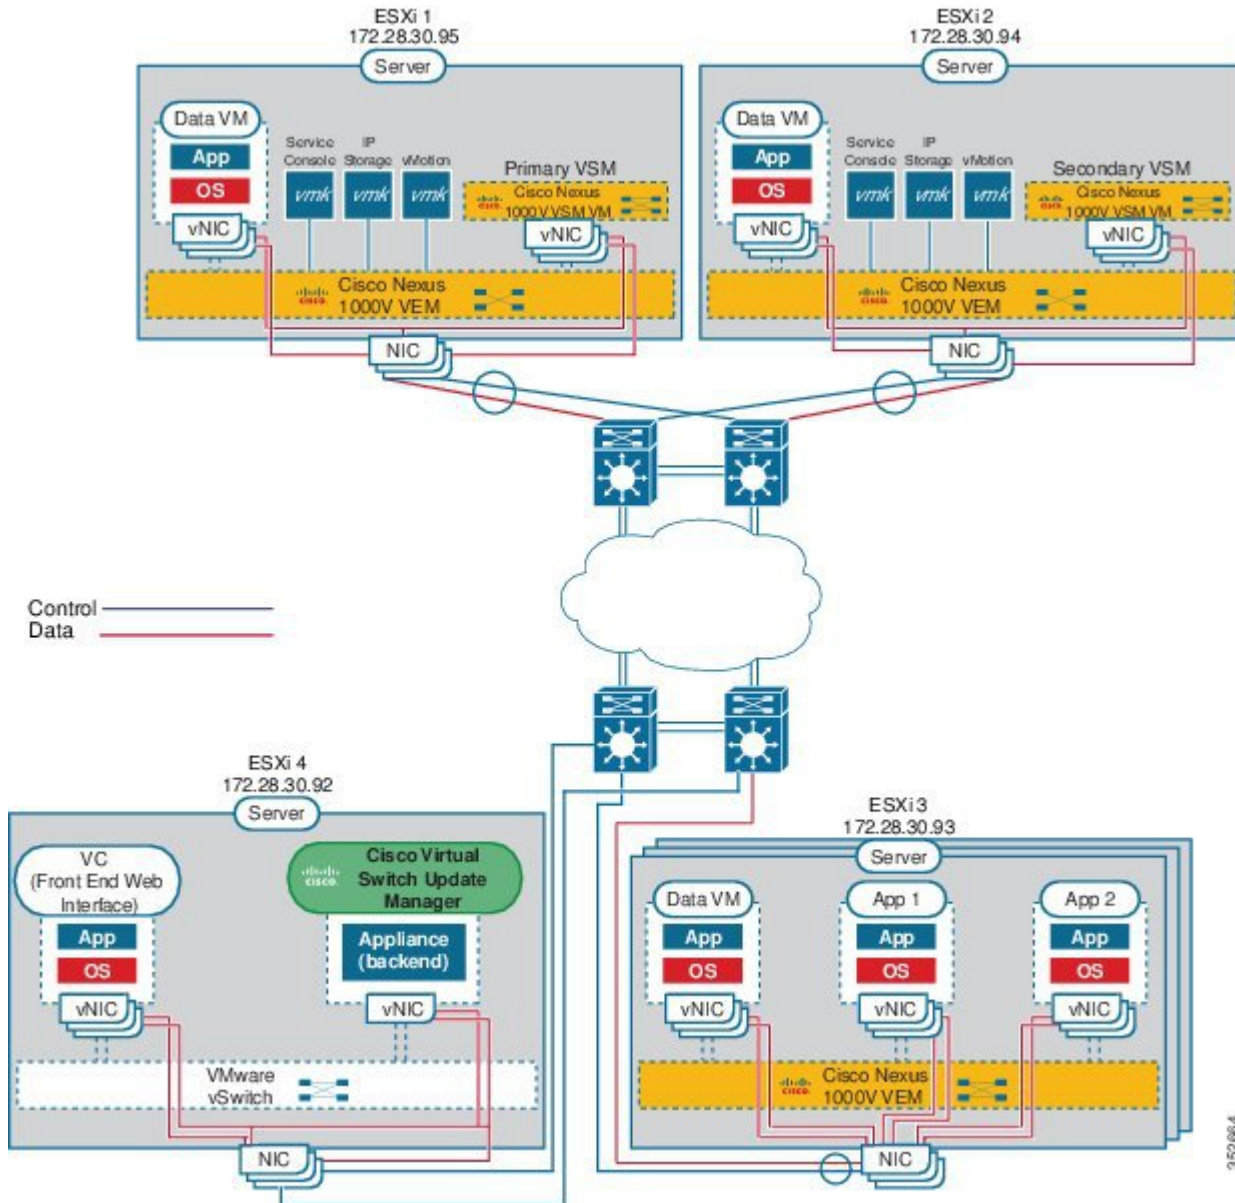 ESXi 1
172.28.30.95
Server
Data VM
App
OS
vNIC
Service
Console
vmk
IP
Storage
vmk
vMotion
vmk
Primary VSM
Cisco Nexus
1000V VSM VM
CISCO
vNIC
CISCO
Cisco Nexus
1000V VEM
NIC
ESXi 2
172.28.30.94
Server
Data VM
App
OS
vNIC
Service
Console
vmk
IP
Storage
vmk
vMotion
vmk
Secondary VSM
Cisco Nexus
1000V VSM VM
CISCO
vNIC
CISCO
Cisco Nexus
1000V VEM
NIC
Control
Data
ESXi 4
172.28.30.92
Server
VC
(Front End Web
Interface)
App
OS
vNIC
CISCO.
Cisco Virtual
Switch Update
Manager
Appliance
(backend)
vNIC
VMware
vSwitch
NIC
ESXi 3
172.28.30.93
Server
Data VM
App
OS
vNIC
App 1
App
OS
vNIC
App 2
App
OS
vNIC
CISCO
Cisco Nexus
1000V VEM
NIC